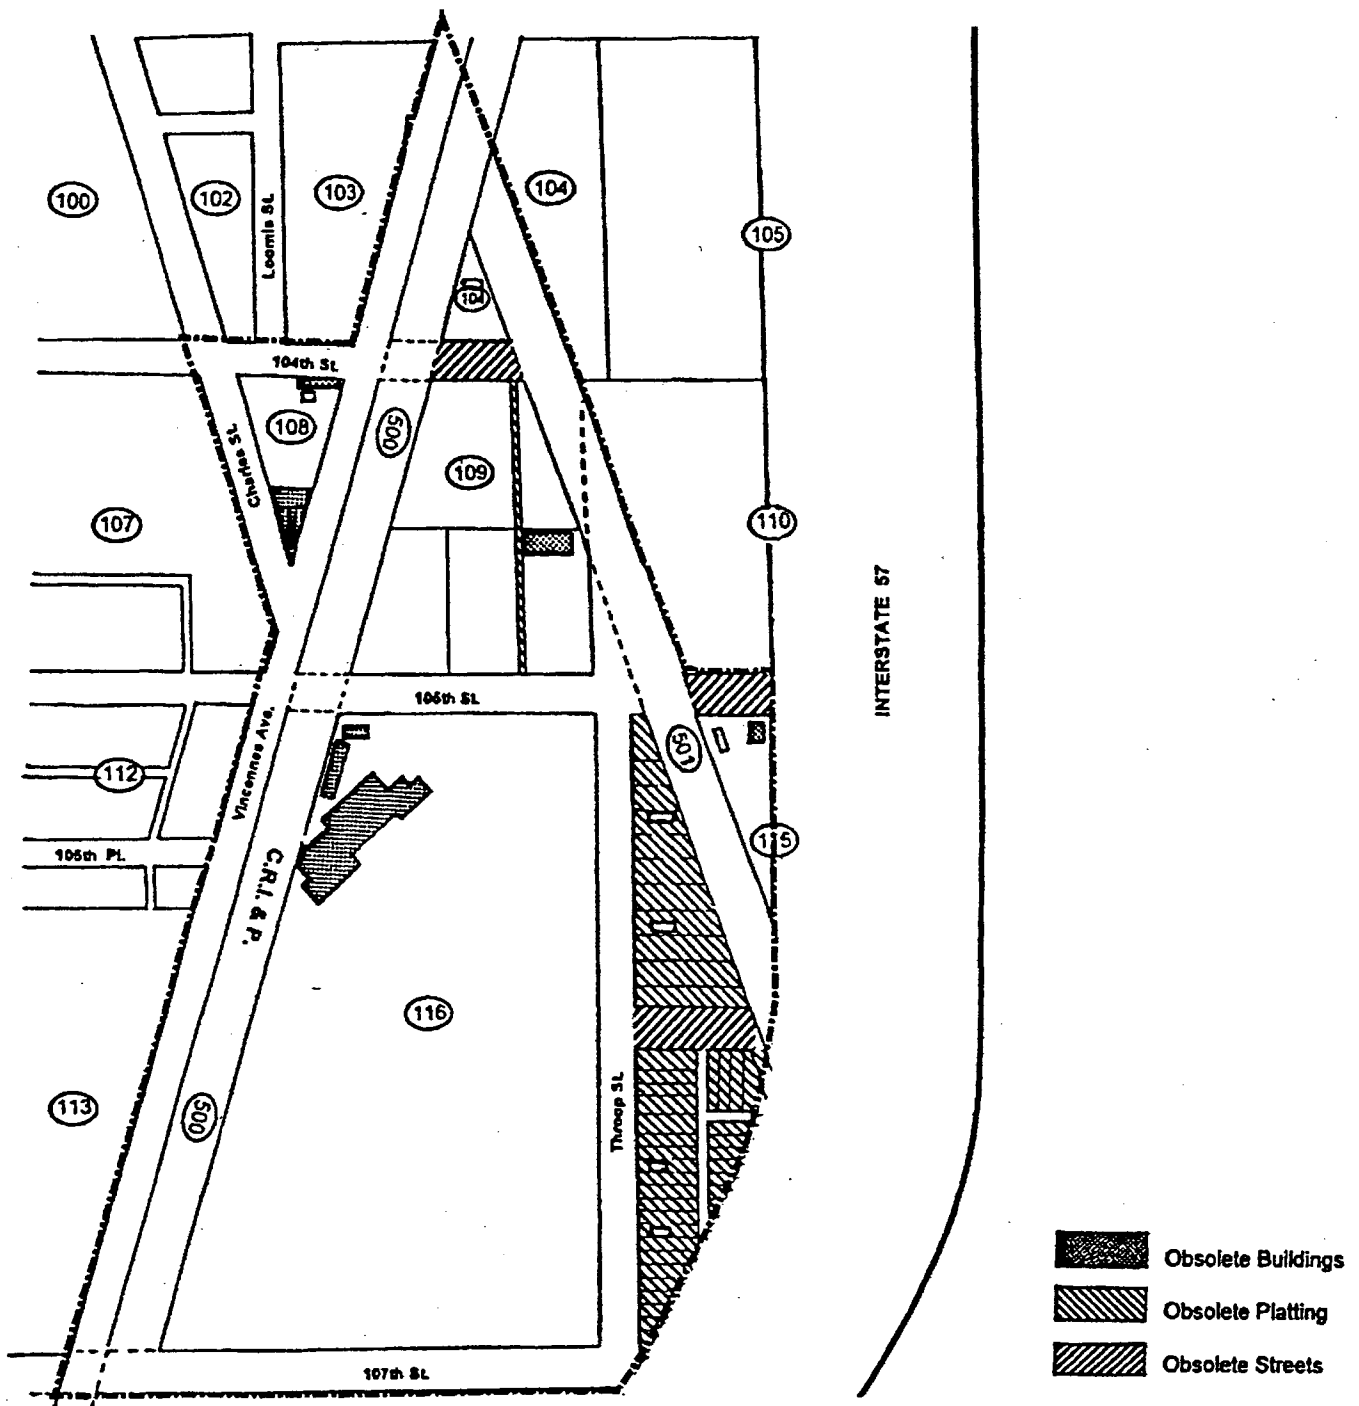 100
102
Loomis St.
103
104
105
104
104th St.
108
500
Charles St.
109
107
110
INTERSTATE 57
105th St.
Vincennes Ave.
501
112
115
105th Pl.
C.R.I. & P.
116
113
500
Throop St.
107th St.
Obsolete Buildings
Obsolete Platting
Obsolete Streets